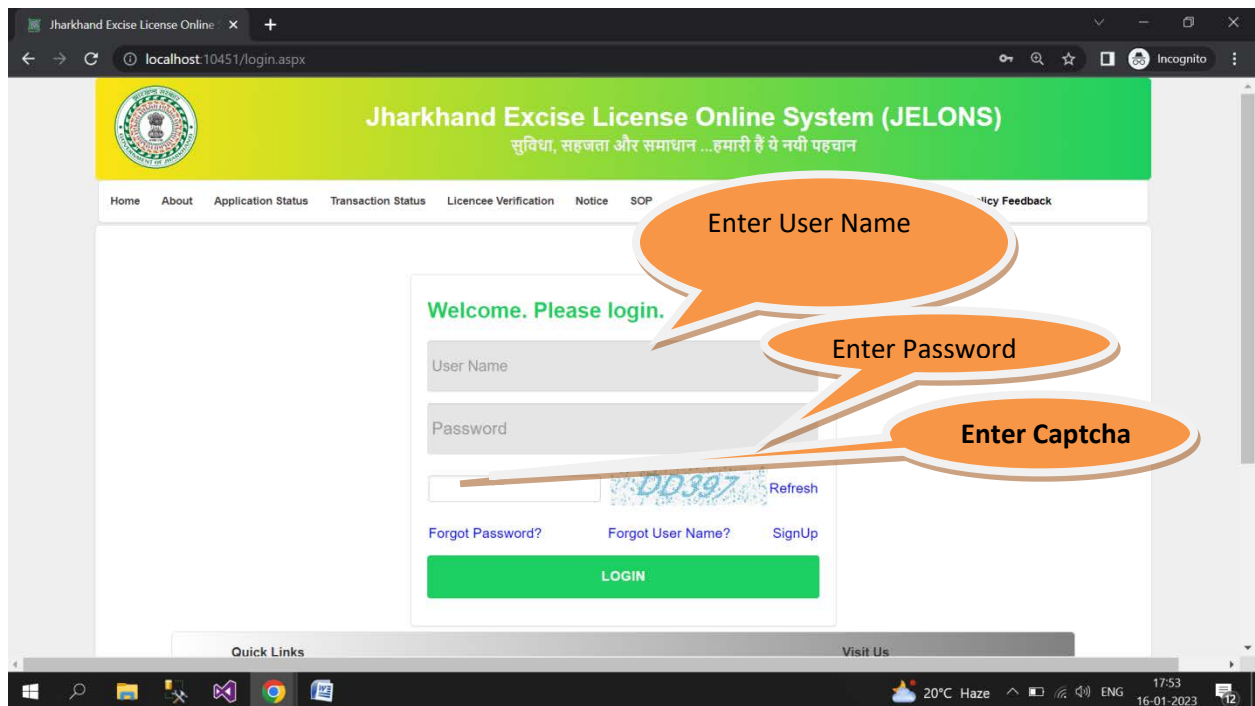 Jharkhand Excise License Online
localhost:10451/login.aspx
Incognito
Jharkhand Excise License Online System (JELONS)
सुविधा, सहजता और समाधान ...हमारी हैं ये नयी पहचान
Home About Application Status Transaction Status Licencee Verification Notice SOP Feedback
Enter User Name
Welcome. Please login.
Enter Password
User Name
Enter Captcha
Password
DD397 Refresh
Forgot Password? Forgot User Name? SignUp
LOGIN
Quick Links Visit Us
20°C Haze ENG 17:53
16-01-2023 12